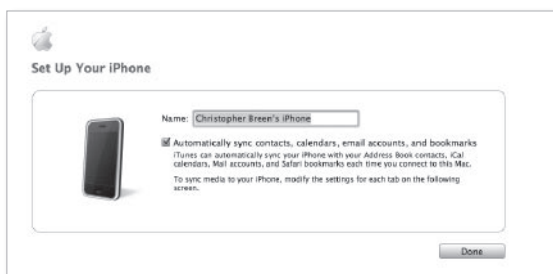 Set Up Your iPhone
Name: Christopher Breen's iPhone
Automatically sync contacts, calendars, email accounts, and bookmarks
iTunes can automatically sync your iPhone with your Address Book contacts, iCal
calendars, Mail accounts, and Safari bookmarks each time you connect to this Mac.
To sync media to your iPhone, modify the settings for each tab on the following
screen.
Done